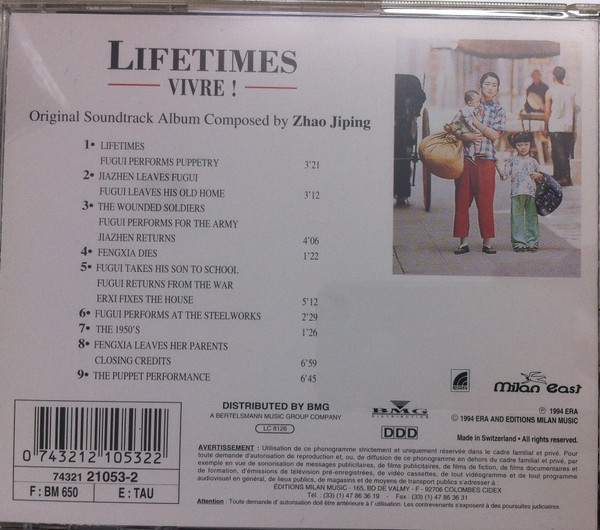 LIFETIMES
VIVRE !
Original Soundtrack Album Composed by Zhao Jiping
1• LIFETIMES
FUGUI PERFORMS PUPPETRY 3'21
2• JIAZHEN LEAVES FUGUI
FUGUI LEAVES HIS OLD HOME 3'12
3• THE WOUNDED SOLDIERS
FUGUI PERFORMS FOR THE ARMY
JIAZHEN RETURNS 4'06
4• FENGXIA DIES 1'22
5• FUGUI TAKES HIS SON TO SCHOOL
FUGUI RETURNS FROM THE WAR
ERXI FIXES THE HOUSE 5'12
6• FUGUI PERFORMS AT THE STEELWORKS 2'29
7• THE 1950'S 1'26
8• FENGXIA LEAVES HER PARENTS
CLOSING CREDITS 6'59
9• THE PUPPET PERFORMANCE 6'45
milan east
0 743212 105322
74321 21053-2
F : BM 650 E : TAU
DISTRIBUTED BY BMG
A BERTELSMANN MUSIC GROUP COMPANY
LC 8126
BMG
DDD
℗ 1994 ERA
© 1994 ERA AND EDITIONS MILAN MUSIC
Made in Switzerland • All rights reserved.
AVERTISSEMENT : Utilisation de ce phonogramme strictement et uniquement réservée dans le cadre familial et privé. Pour
toute demande d'autorisation de reproduction et, ou, de diffusion de ce phonogramme en dehors du cadre familial et privé, par
exemple en vue de sonorisation de messages publicitaires, de films publicitaires, de films de fiction, de films documentaires et
de formation, d'émissions de télévision pré-enregistrées, de vidéo cassettes, de tout vidéogramme et de tout programme
audiovisuel en général, de lieux publics, de magasins et de moyens de transport publics s'adresser à :
ÉDITIONS MILAN MUSIC - 165, BD DE VALMY - F - 92706 COLOMBES CIDEX
Tél. : (33) (1) 47 86 36 19 - Fax (33) (1) 47 86 36 31
Attention : Toute demande d' autorisation doit être antérieure à l' utilisation. Les contrevenants s'exposent à des poursuites judiciaires.